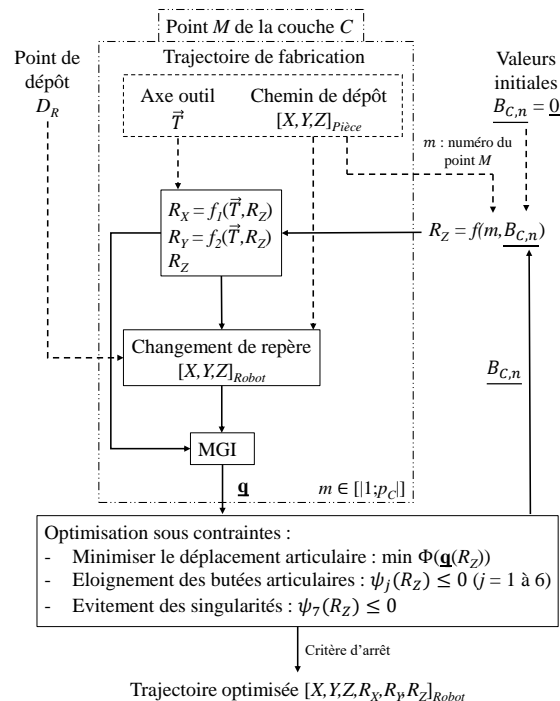 Point M de la couche C
Trajectoire de fabrication
Point de
dépôt
D_R
Axe outil
T⃗
Chemin de dépôt
[X,Y,Z]_Pièce
Valeurs
initiales
B_{C,n} = 0
m : numéro du
point M
R_X = f_1(T⃗,R_Z)
R_Y = f_2(T⃗,R_Z)
R_Z
R_Z = f(m,B_{C,n})
Changement de repère
[X,Y,Z]_Robot
B_{C,n}
MGI
q
m ∈ [|1;p_C|]
Optimisation sous contraintes :
- Minimiser le déplacement articulaire : min Φ(q(R_Z))
- Eloignement des butées articulaires : ψ_j(R_Z) ≤ 0 (j = 1 à 6)
- Evitement des singularités : ψ_7(R_Z) ≤ 0
Critère d'arrêt
Trajectoire optimisée [X,Y,Z,R_X,R_Y,R_Z]_Robot